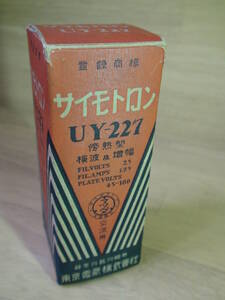 登録商標
サイモトロン
UY-227
傍熱型
検波及増幅
FIL.VOLTS 2.5
FIL.AMPS 1.75
PLATE VOLTS
45-180
東京電氣株式會社